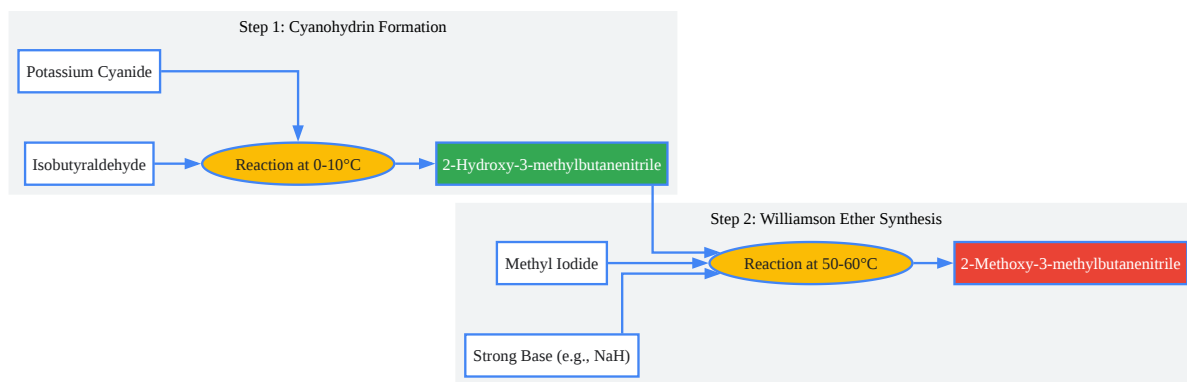 Step 1: Cyanohydrin Formation
Potassium Cyanide
Isobutyraldehyde
Reaction at 0-10°C
2-Hydroxy-3-methylbutanenitrile
Step 2: Williamson Ether Synthesis
Methyl Iodide
Reaction at 50-60°C
2-Methoxy-3-methylbutanenitrile
Strong Base (e.g., NaH)